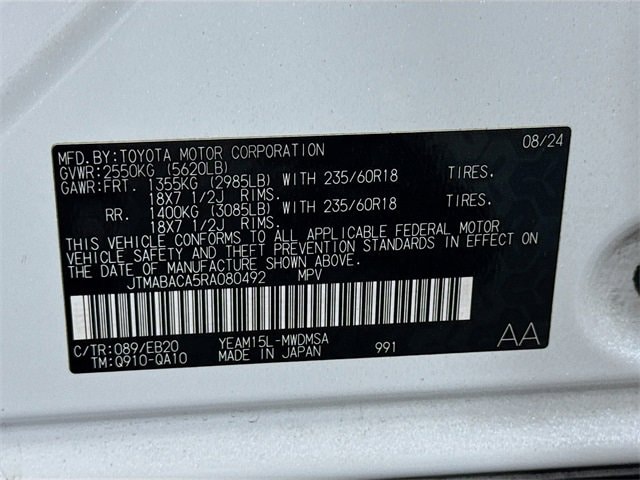 MFD.BY:TOYOTA MOTOR CORPORATION 08/24
GVWR:2550KG (5620LB)
GAWR:FRT. 1355KG (2985LB) WITH 235/60R18 TIRES.
18X7 1/2J RIMS.
RR. 1400KG (3085LB) WITH 235/60R18 TIRES.
18X7 1/2J RIMS.
THIS VEHICLE CONFORMS TO ALL APPLICABLE FEDERAL MOTOR
VEHICLE SAFETY AND THEFT PREVENTION STANDARDS IN EFFECT ON
THE DATE OF MANUFACTURE SHOWN ABOVE.
JTMABACA5RA080492 MPV
C/TR:089/EB20 YEAM15L-MWDMSA AA
TM:Q910-QA10 MADE IN JAPAN 991